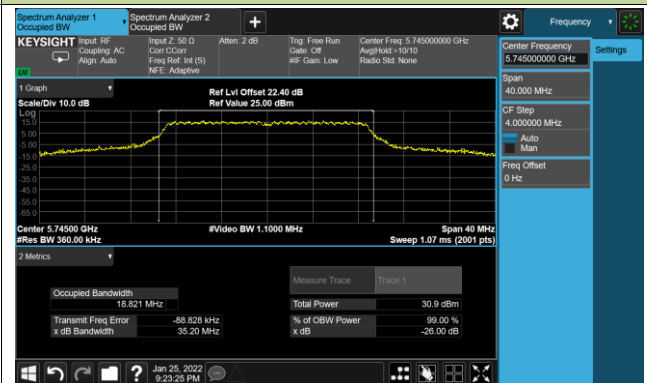 Spectrum Analyzer 1
Occupied BW
Spectrum Analyzer 2
Occupied BW
+
Frequency
KEYSIGHT
Input: RF
Coupling: AC
Align: Auto
Input Z: 50 Ω
Corr CCorr
Freq Ref: Int (S)
NFE: Adaptive
Atten: 2 dB
Trig: Free Run
Gate: Off
#IF Gain: Low
Center Freq: 5.745000000 GHz
Avg|Hold:>10/10
Radio Std: None
Center Frequency
5.745000000 GHz
Settings
Span
40.000 MHz
CF Step
4.000000 MHz
Auto
Man
Freq Offset
0 Hz
1 Graph
Scale/Div 10.0 dB
Ref Lvl Offset 22.40 dB
Ref Value 25.00 dBm
Log
15.0
5.00
-5.00
-15.0
-25.0
-35.0
-45.0
-55.0
-65.0
Center 5.74500 GHz
#Res BW 360.00 kHz
#Video BW 1.1000 MHz
Span 40 MHz
Sweep 1.07 ms (2001 pts)
2 Metrics
Measure Trace
Trace 1
Occupied Bandwidth
18.821 MHz
Total Power
30.9 dBm
Transmit Freq Error
-88.828 kHz
% of OBW Power
99.00 %
x dB Bandwidth
35.20 MHz
x dB
-26.00 dB
?
Jan 25, 2022
9:23:25 PM